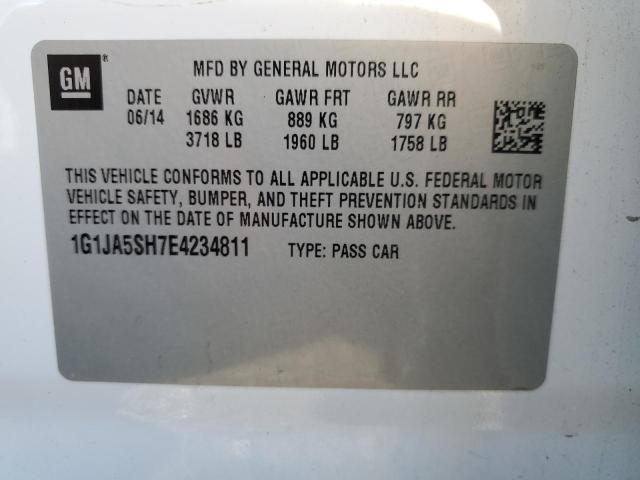 GM ®
MFD BY GENERAL MOTORS LLC
DATE GVWR GAWR FRT GAWR RR
06/14 1686 KG 889 KG 797 KG
3718 LB 1960 LB 1758 LB
THIS VEHICLE CONFORMS TO ALL APPLICABLE U.S. FEDERAL MOTOR
VEHICLE SAFETY, BUMPER, AND THEFT PREVENTION STANDARDS IN
EFFECT ON THE DATE OF MANUFACTURE SHOWN ABOVE.
1G1JA5SH7E4234811 TYPE: PASS CAR